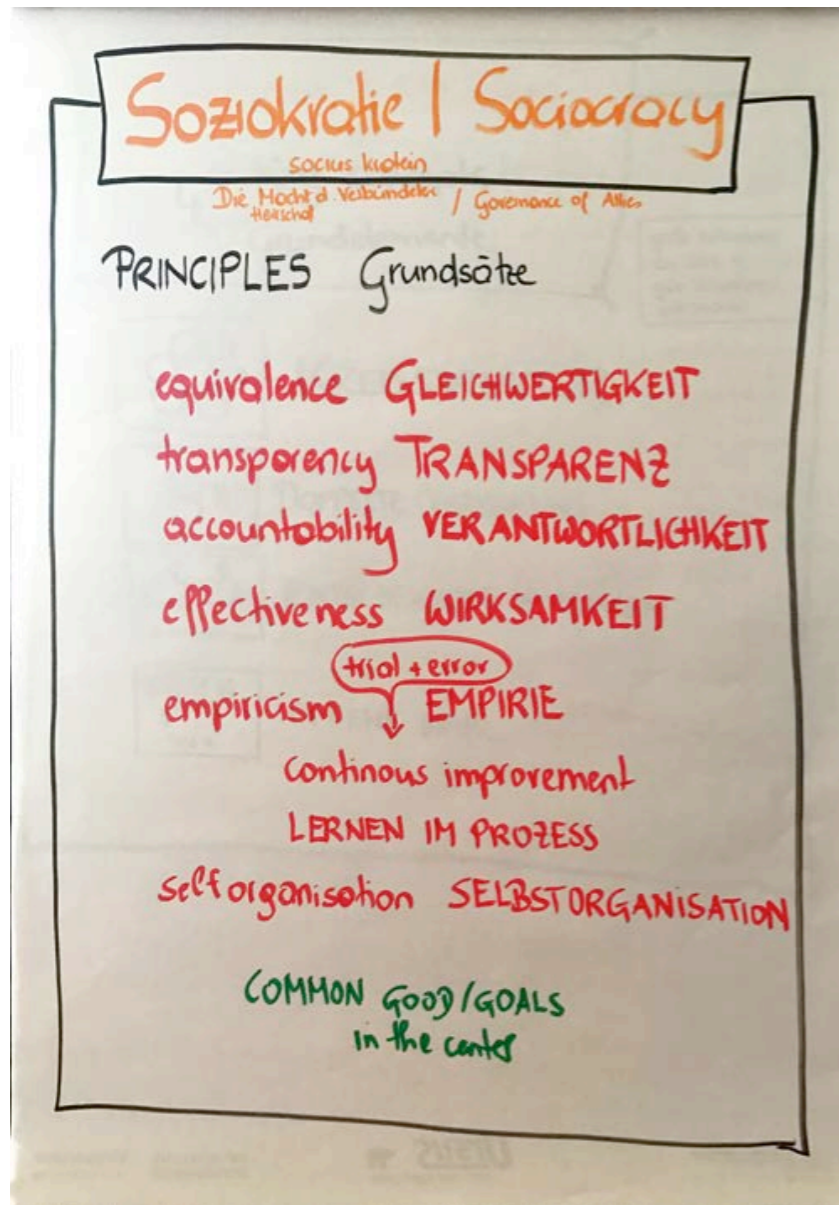 Soziokratie | Sociocracy
socius kratein
Die Macht d. Verbündeten / Governance of Allies
Herrschaft
PRINCIPLES Grundsätze
equivalence GLEICHWERTIGKEIT
transparency TRANSPARENZ
accountability VERANTWORTLICHKEIT
effectiveness WIRKSAMKEIT
trial + error
empiricism EMPIRIE
continous improvement
LERNEN IM PROZESS
self organisation SELBSTORGANISATION
COMMON GOOD/GOALS
in the center